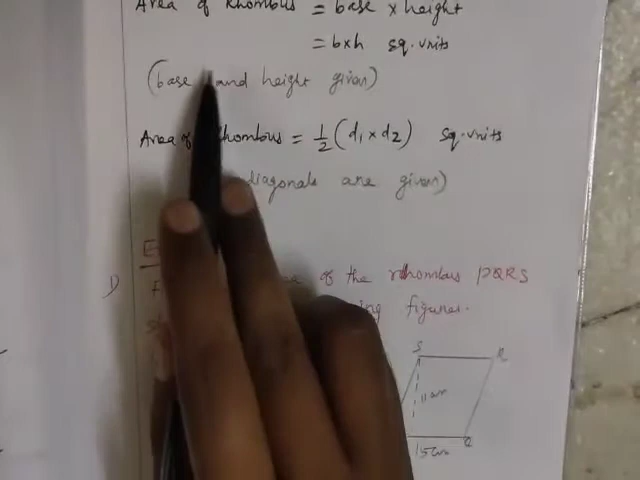 Area of Rhombus = base × height
= b×h sq.units
(base and height given)
Area of rhombus = 1/2 (d₁ × d₂) sq.units
diagonals are given)
1)
of the rhombus PQRS
figures.
S
R
11cm
Q
15cm